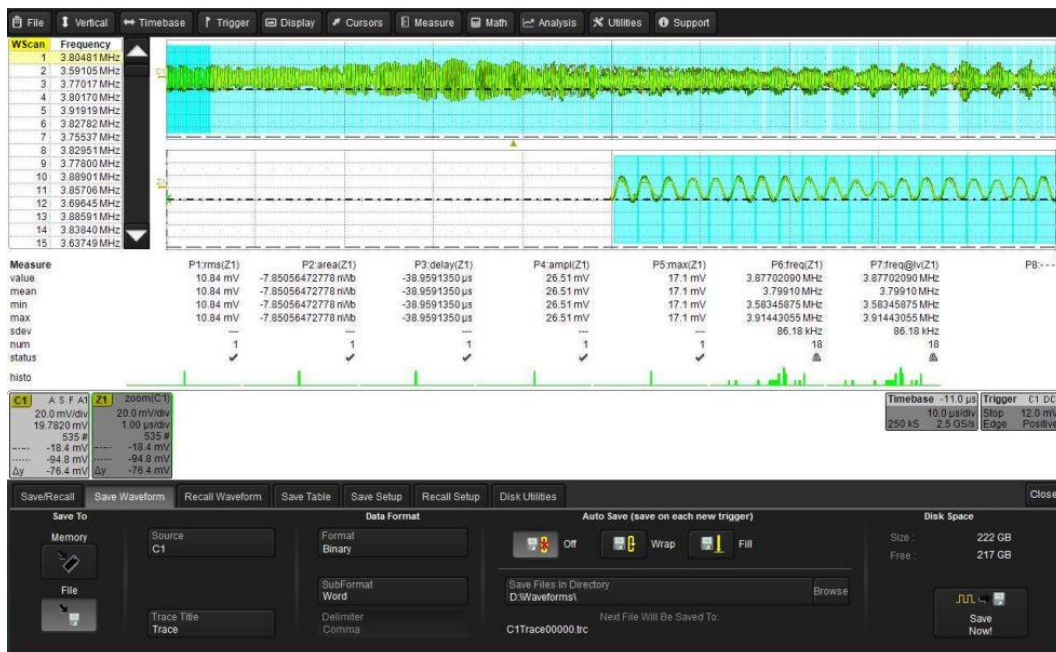 File Vertical Timebase Trigger Display Cursors Measure Math Analysis Utilities Support
WScan Frequency
1 3.80481 MHz
2 3.59105 MHz
3 3.77017 MHz
4 3.80170 MHz
5 3.91919 MHz
6 3.82782 MHz
7 3.75537 MHz
8 3.82951 MHz
9 3.77800 MHz
10 3.88901 MHz
11 3.85706 MHz
12 3.69645 MHz
13 3.88591 MHz
14 3.83840 MHz
15 3.63749 MHz
C1
Z1
Measure P1:rms(Z1) P2:area(Z1) P3:delay(Z1) P4:ampl(Z1) P5:max(Z1) P6:freq(Z1) P7:freq@lv(Z1) P8:---
value 10.84 mV -7.85056472778 nWb -38.9591350 µs 26.51 mV 17.1 mV 3.87702090 MHz 3.87702090 MHz
mean 10.84 mV -7.85056472778 nWb -38.9591350 µs 26.51 mV 17.1 mV 3.79910 MHz 3.79910 MHz
min 10.84 mV -7.85056472778 nWb -38.9591350 µs 26.51 mV 17.1 mV 3.58345875 MHz 3.58345875 MHz
max 10.84 mV -7.85056472778 nWb -38.9591350 µs 26.51 mV 17.1 mV 3.91443055 MHz 3.91443055 MHz
sdev --- --- --- --- --- 86.18 kHz 86.18 kHz
num 1 1 1 1 1 18 18
status
histo
C1 A S F A1
20.0 mV/div
19.7820 mV
535 #
-18.4 mV
-94.8 mV
Δy -76.4 mV
Z1 zoom(C1)
20.0 mV/div
1.00 µs/div
535 #
-18.4 mV
-94.8 mV
Δy -76.4 mV
Timebase -11.0 µs
10.0 µs/div
250 kS 2.5 GS/s
Trigger C1 DC
Stop 12.0 mV
Edge Positive
Save/Recall Save Waveform Recall Waveform Save Table Save Setup Recall Setup Disk Utilities Close
Save To
Memory
File
Source
C1
Trace Title
Trace
Data Format
Format
Binary
SubFormat
Word
Delimiter
Comma
Auto Save (save on each new trigger)
Off Wrap Fill
Save Files In Directory
D:\Waveforms\
Browse
Next File Will Be Saved To:
C1Trace00000.trc
Disk Space
Size : 222 GB
Free : 217 GB
Save
Now!